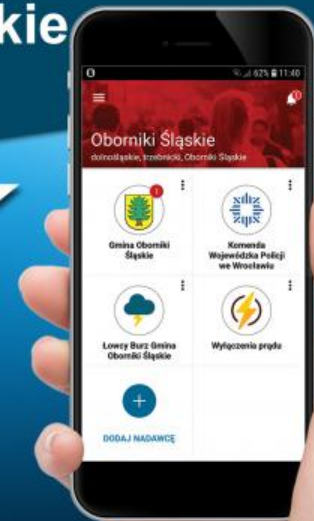 kie
62% 11:40
Oborniki Śląskie
dolnośląskie, trzebnicki, Oborniki Śląskie
1
Gmina Oborniki
Śląskie
Komenda
Wojewódzka Policji
we Wrocławiu
Łowcy Burz Gmina
Oborniki Śląskie
Wyłączenia prądu
+
DODAJ NADAWCĘ